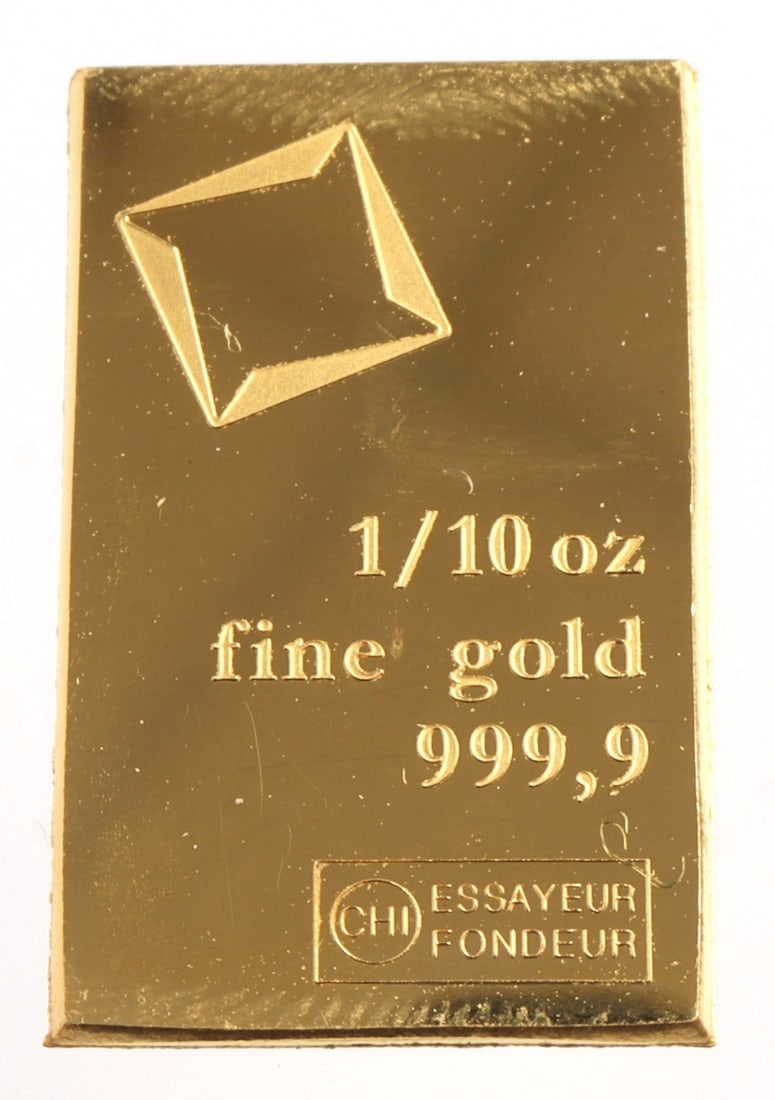 1/10 oz
fine gold
999,9
CHI
ESSAYEUR
FONDEUR